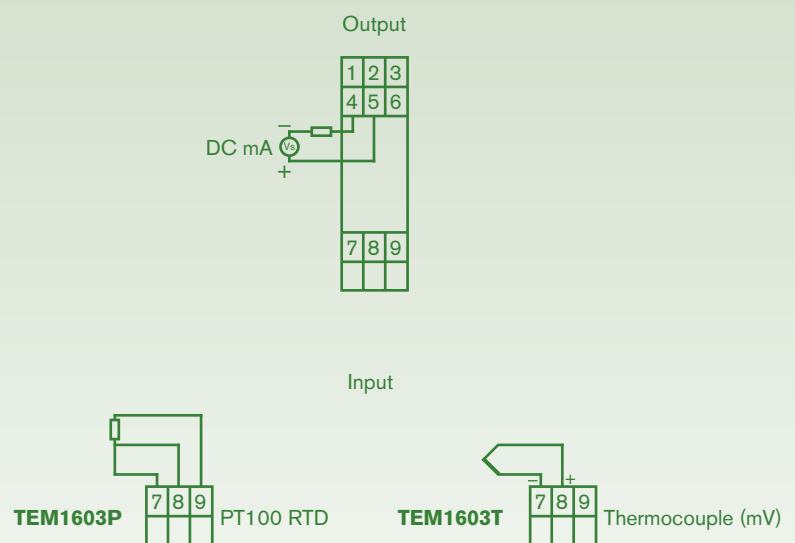 Output
1 2 3
4 5 6
−
DC mA Vs
+
7 8 9
Input
− +
TEM1603P 7 8 9 PT100 RTD
TEM1603T 7 8 9 Thermocouple (mV)